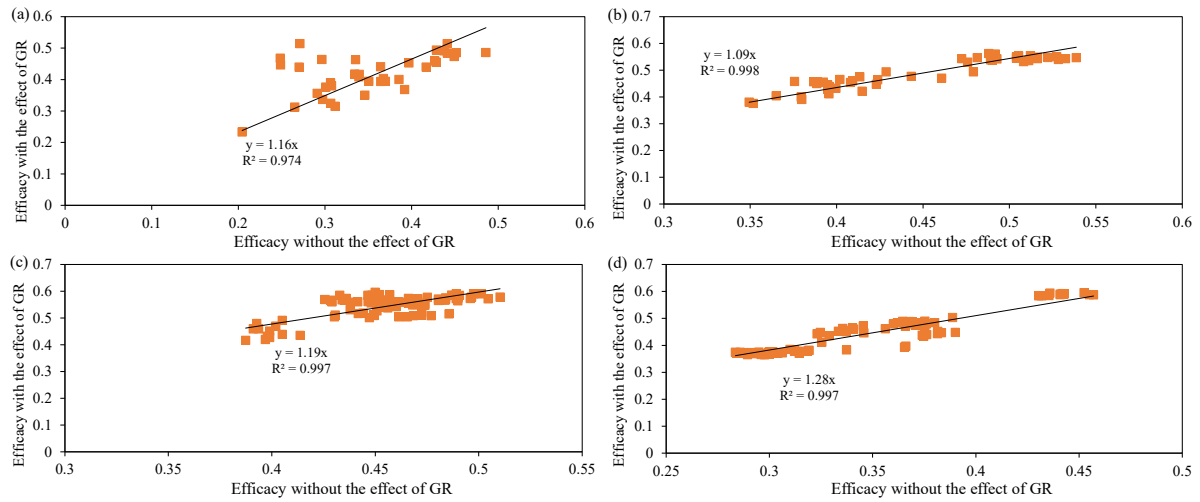 (a)
Efficacy with the effect of GR
0.6
0.5
0.4
0.3
0.2
0.1
0
y = 1.16x
R² = 0.974
0 0.1 0.2 0.3 0.4 0.5 0.6
Efficacy without the effect of GR
(b)
Efficacy with the effect of GR
0.7
0.6
0.5
0.4
0.3
0.2
0.1
0
y = 1.09x
R² = 0.998
0.3 0.35 0.4 0.45 0.5 0.55 0.6
Efficacy without the effect of GR
(c)
Efficacy with the effect of GR
0.7
0.6
0.5
0.4
0.3
0.2
0.1
0
y = 1.19x
R² = 0.997
0.3 0.35 0.4 0.45 0.5 0.55
Efficacy without the effect of GR
(d)
Efficacy with the effect of GR
0.7
0.6
0.5
0.4
0.3
0.2
0.1
0
y = 1.28x
R² = 0.997
0.25 0.3 0.35 0.4 0.45 0.5
Efficacy without the effect of GR